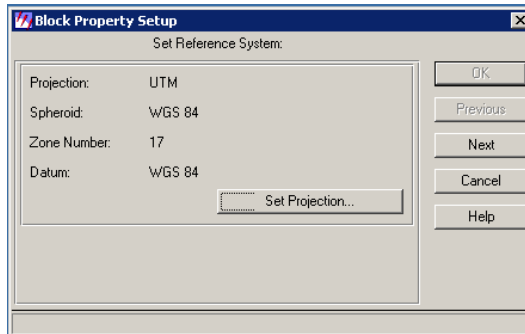 Block Property Setup
Set Reference System:
Projection: UTM
Spheroid: WGS 84
Zone Number: 17
Datum: WGS 84
Set Projection...
OK
Previous
Next
Cancel
Help